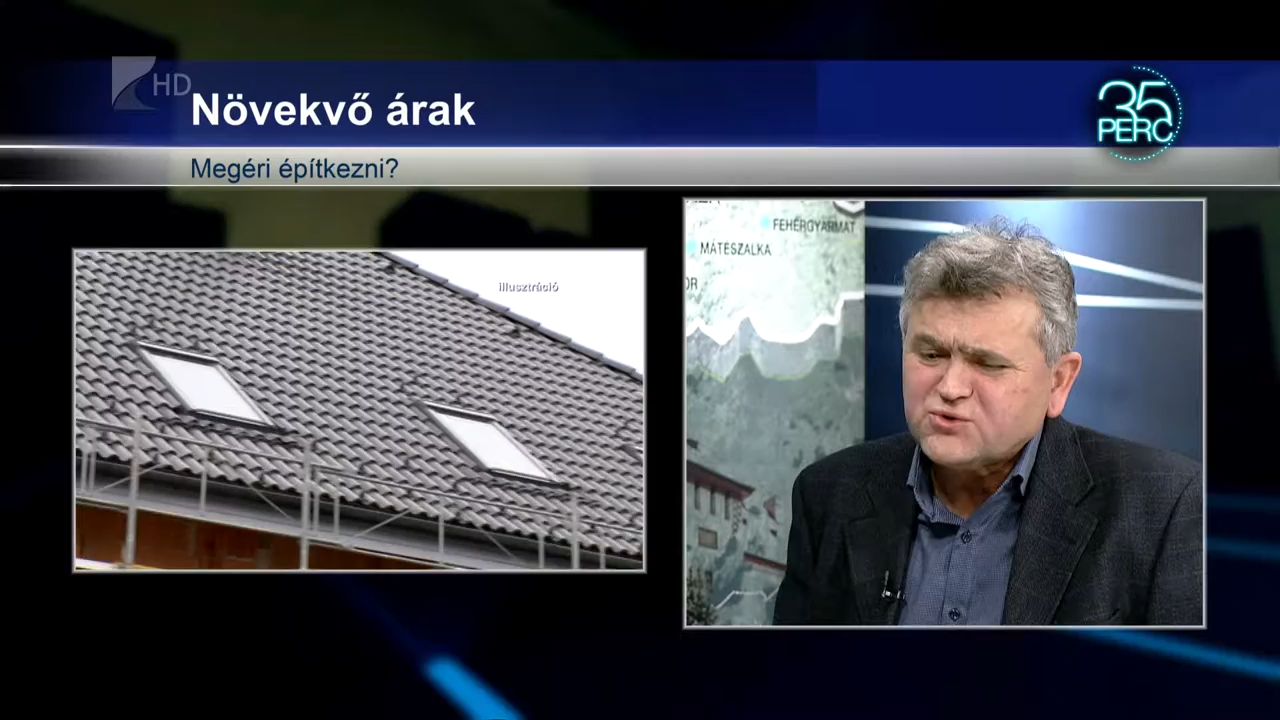 HD
Növekvő árak
35
PERC
Megéri építkezni?
illusztráció
FEHÉRGYARMAT
MÁTÉSZALKA